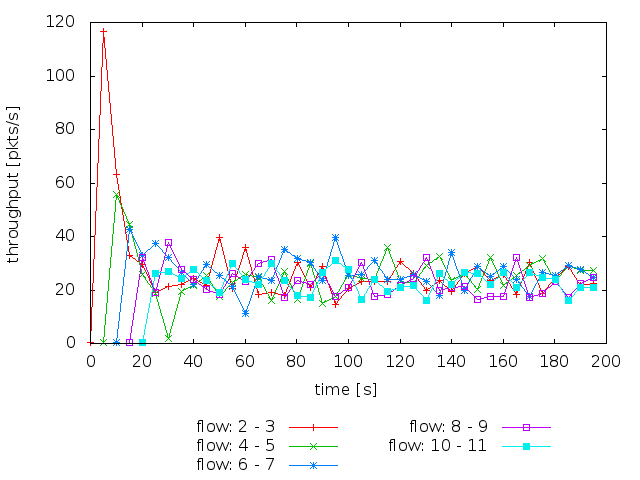 throughput [pkts/s]
120
100
80
60
40
20
0
0 20 40 60 80 100 120 140 160 180 200
time [s]
flow: 2 - 3 flow: 8 - 9
flow: 4 - 5 flow: 10 - 11
flow: 6 - 7